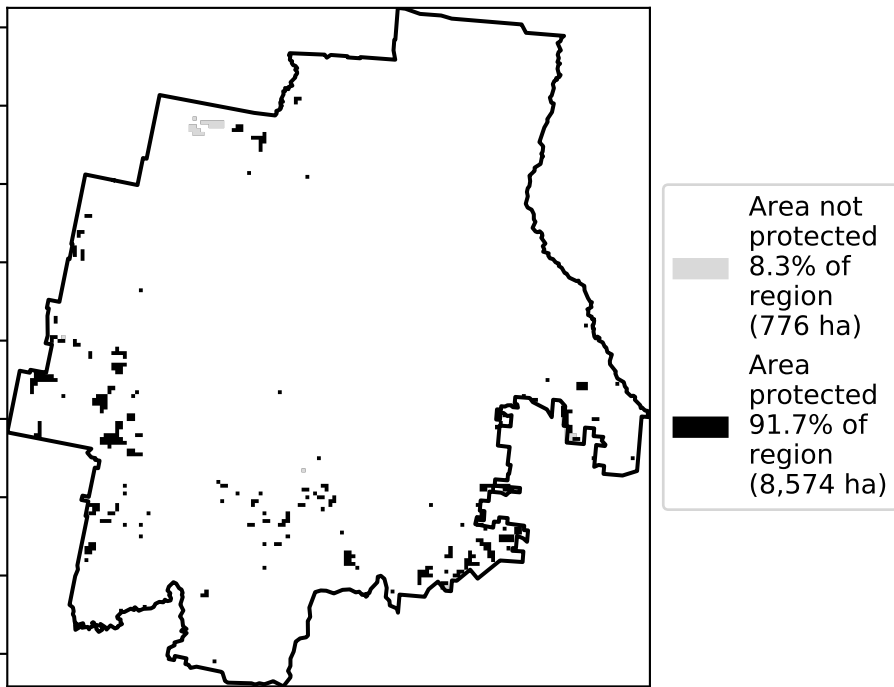 Area not
protected
8.3% of
region
(776 ha)
Area
protected
91.7% of
region
(8,574 ha)